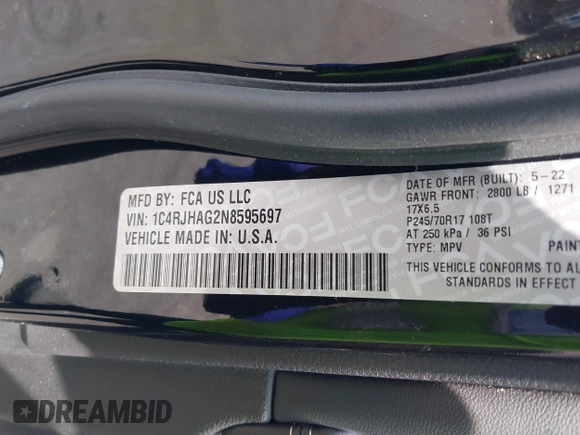 MFD BY: FCA US LLC
VIN: 1C4RJHAG2N8595697
VEHICLE MADE IN: U.S.A.
DATE OF MFR (BUILT): 5-22
GAWR FRONT: 2800 LB / 1271
17X6.5
P245/70R17 108T
AT 250 kPa / 36 PSI
TYPE: MPV PAINT
THIS VEHICLE CONFORMS TO A
STANDARDS IN EFFECT
DREAMBID